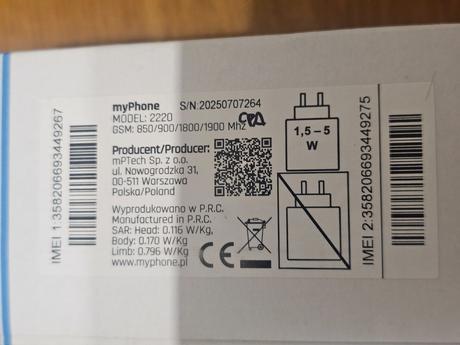 myPhone S/N:20250707264
MODEL: 2220
GSM: 850/900/1800/1900 Mhz
Producent/Producer:
mPTech Sp. z o.o.
ul. Nowogrodzka 31,
00-511 Warszawa
Polska/Poland
Wyprodukowano w P.R.C.
Manufactured in P.R.C.
SAR: Head: 0.116 W/Kg,
Body: 0.170 W/Kg
Limb: 0.796 W/Kg
www.myphone.pl
CE
1,5 – 5
W
IMEI 1:358206693449267
IMEI 2:358206693449275